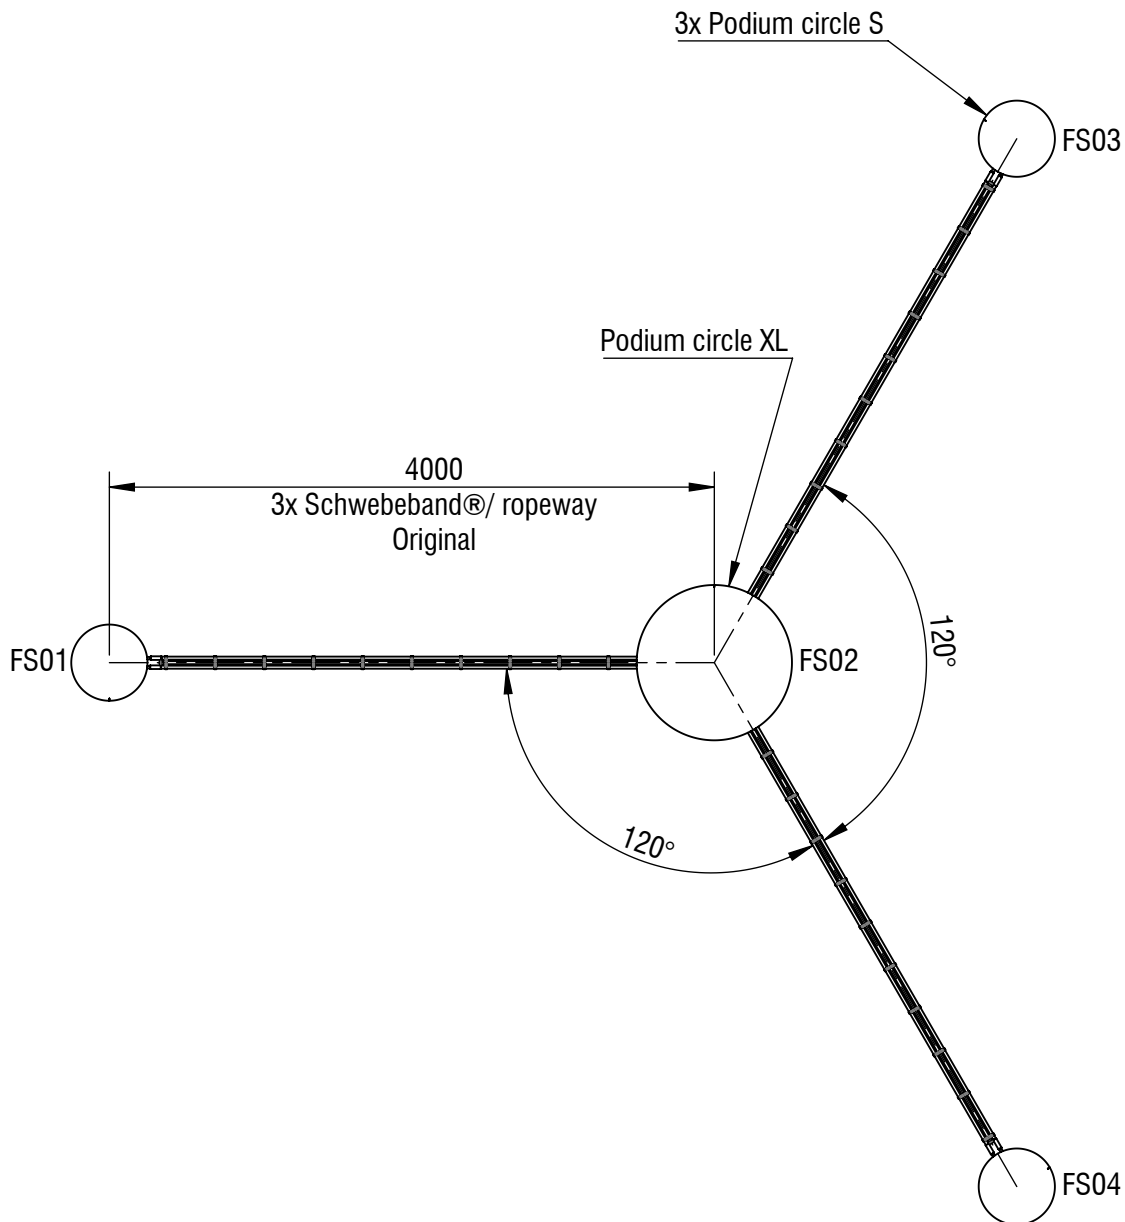 3x Podium circle S
FS03
Podium circle XL
4000
3x Schwebeband®/ ropeway
Original
FS01
FS02
120°
120°
FS04